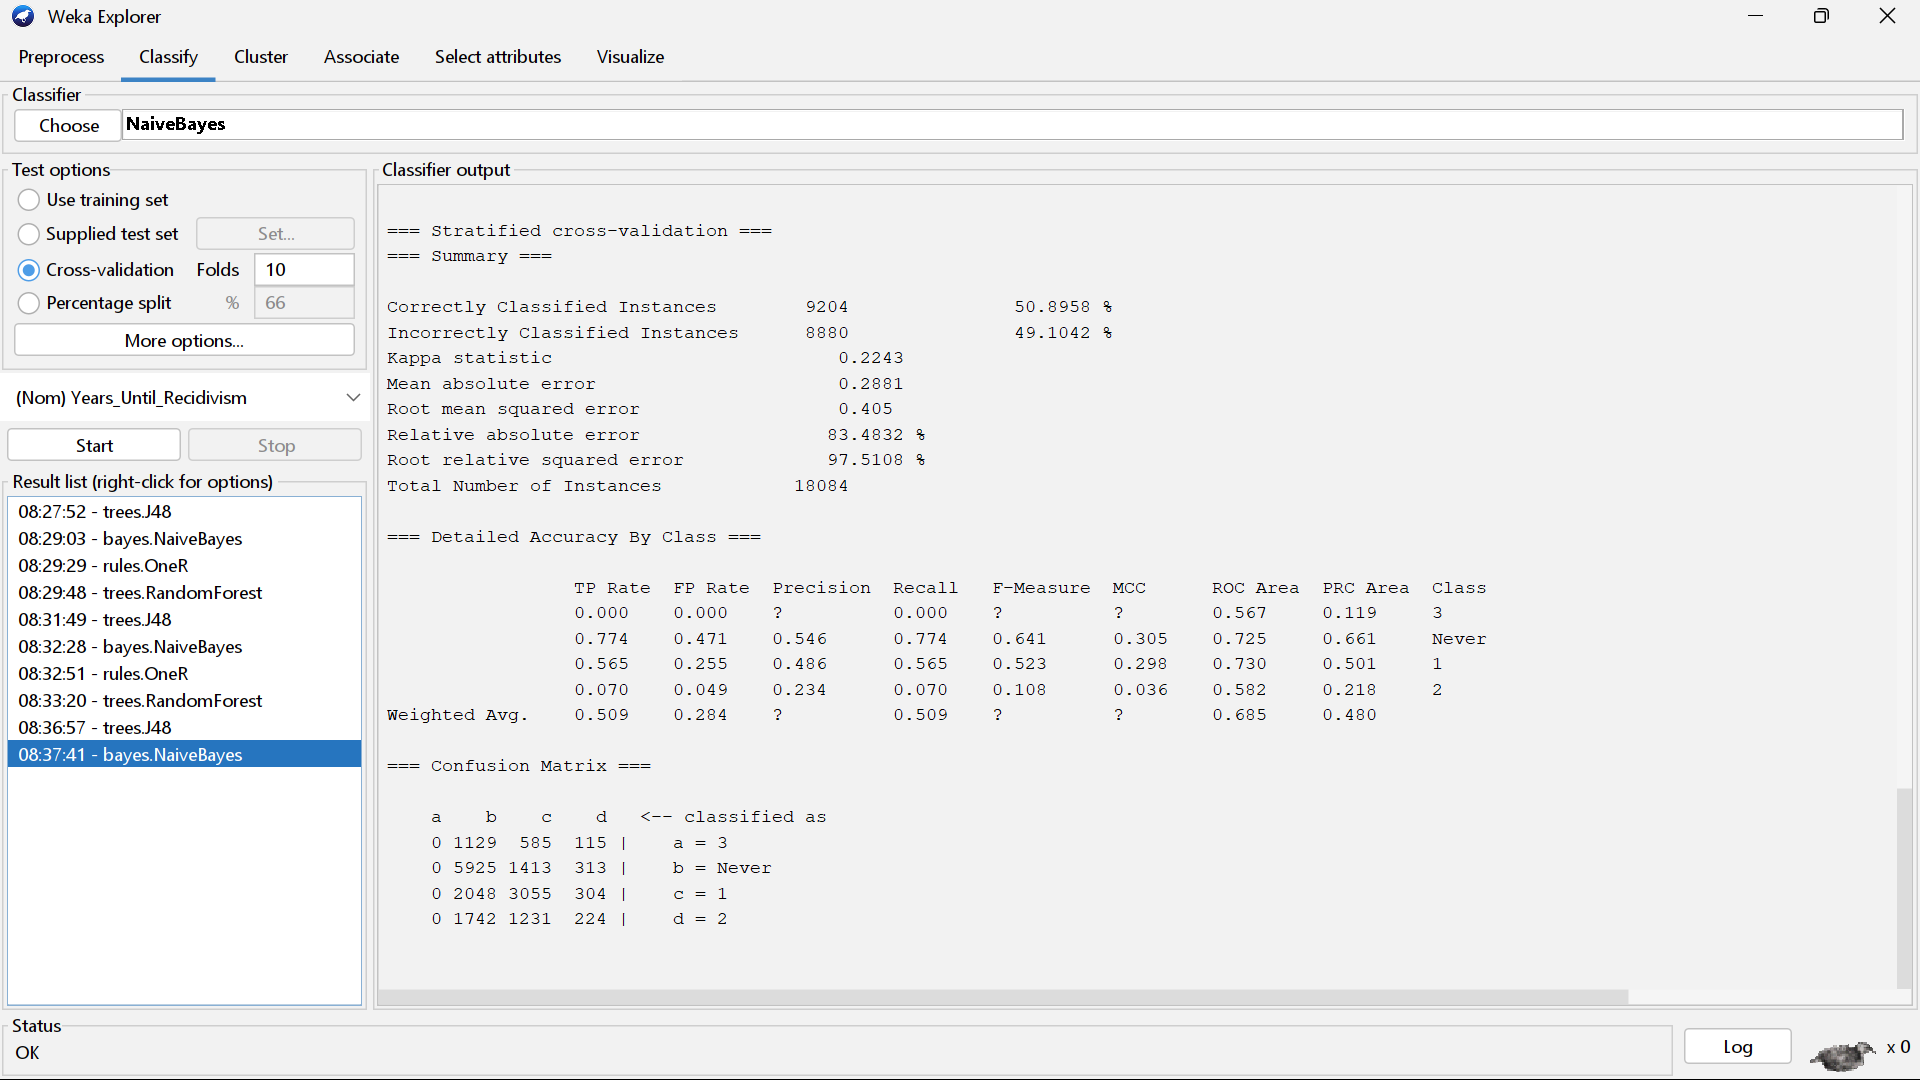 Weka Explorer
Preprocess Classify Cluster Associate Select attributes Visualize
Classifier
Choose NaiveBayes
Test options
Use training set
Supplied test set Set...
Cross-validation Folds 10
Percentage split % 66
More options...
(Nom) Years_Until_Recidivism
Start Stop
Result list (right-click for options)
08:27:52 - trees.J48
08:29:03 - bayes.NaiveBayes
08:29:29 - rules.OneR
08:29:48 - trees.RandomForest
08:31:49 - trees.J48
08:32:28 - bayes.NaiveBayes
08:32:51 - rules.OneR
08:33:20 - trees.RandomForest
08:36:57 - trees.J48
08:37:41 - bayes.NaiveBayes
Classifier output
=== Stratified cross-validation ===
=== Summary ===
Correctly Classified Instances 9204 50.8958 %
Incorrectly Classified Instances 8880 49.1042 %
Kappa statistic 0.2243
Mean absolute error 0.2881
Root mean squared error 0.405
Relative absolute error 83.4832 %
Root relative squared error 97.5108 %
Total Number of Instances 18084
=== Detailed Accuracy By Class ===
TP Rate FP Rate Precision Recall F-Measure MCC ROC Area PRC Area Class
0.000 0.000 ? 0.000 ? ? 0.567 0.119 3
0.774 0.471 0.546 0.774 0.641 0.305 0.725 0.661 Never
0.565 0.255 0.486 0.565 0.523 0.298 0.730 0.501 1
0.070 0.049 0.234 0.070 0.108 0.036 0.582 0.218 2
Weighted Avg. 0.509 0.284 ? 0.509 ? ? 0.685 0.480
=== Confusion Matrix ===
a b c d <-- classified as
0 1129 585 115 | a = 3
0 5925 1413 313 | b = Never
0 2048 3055 304 | c = 1
0 1742 1231 224 | d = 2
Status
OK
Log
x 0